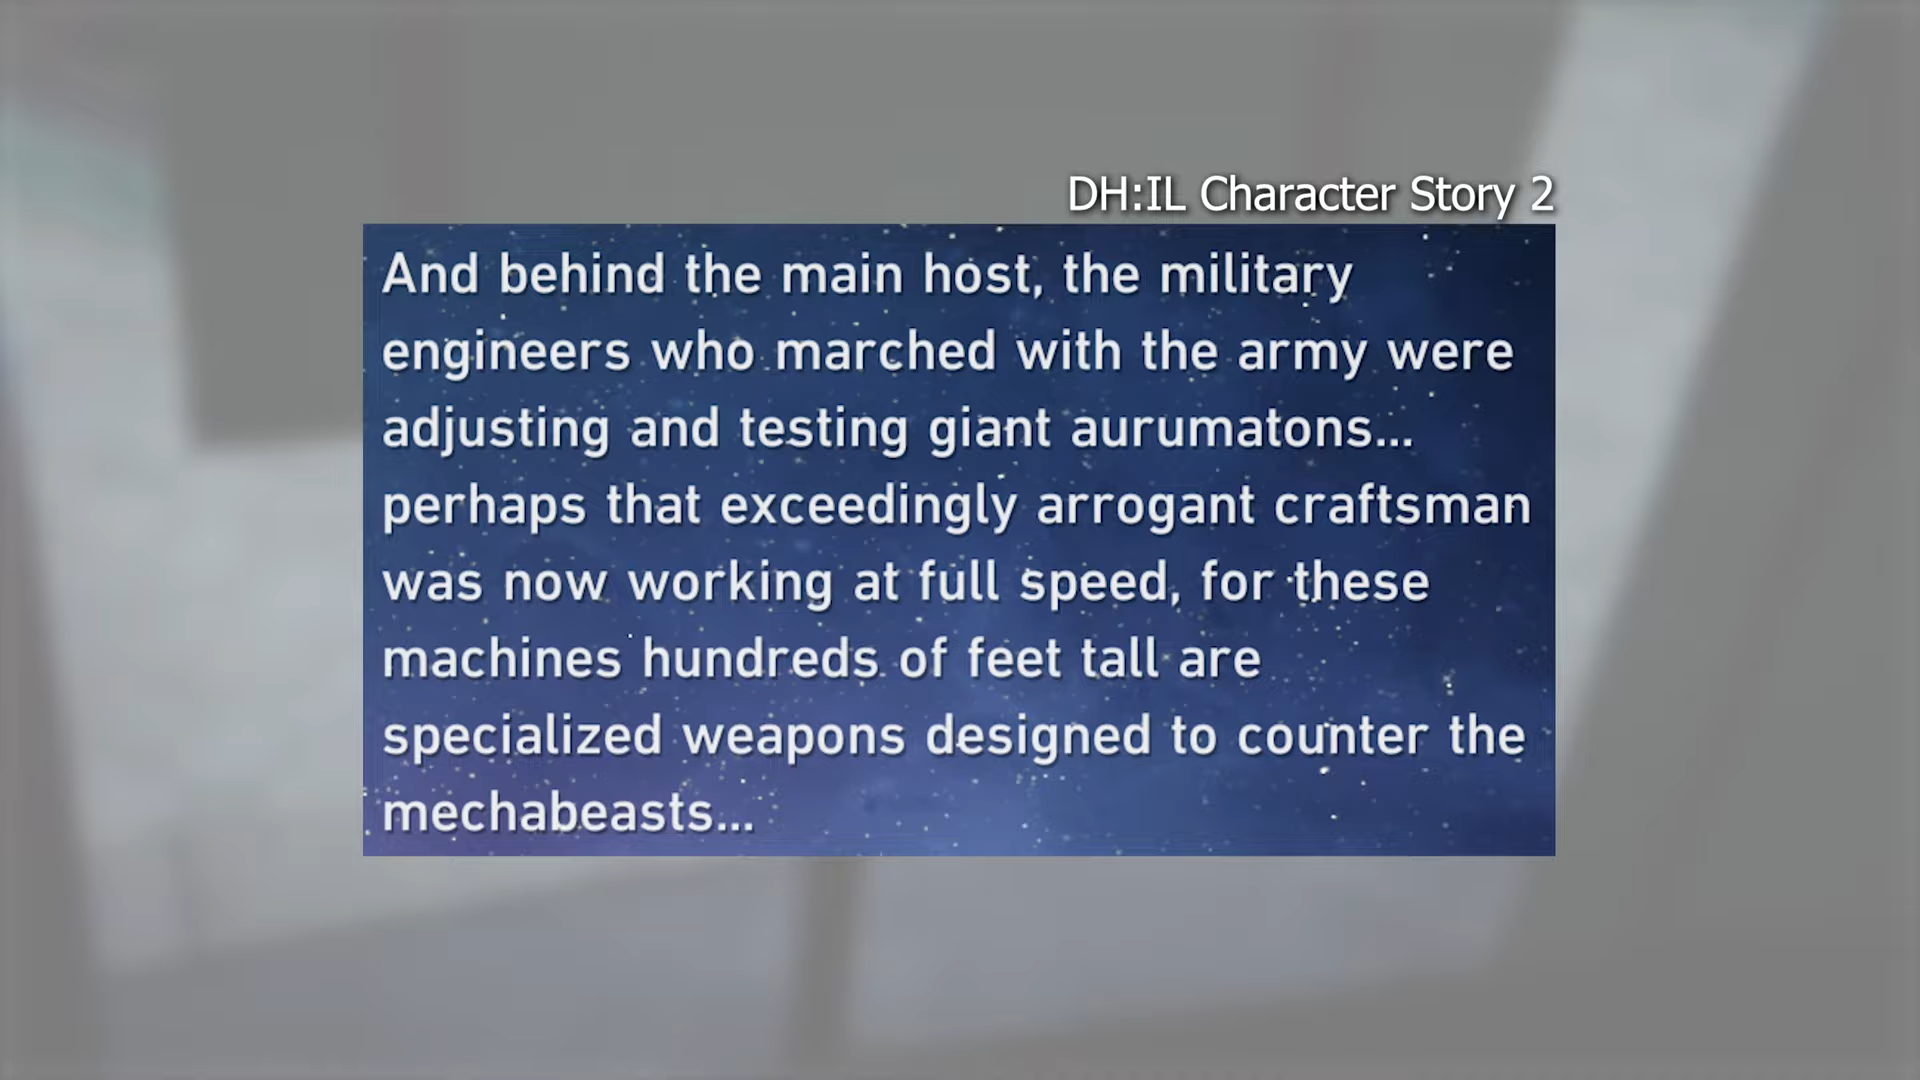 DH:IL Character Story 2
And behind the main host, the military
engineers who marched with the army were
adjusting and testing giant aurumatons...
perhaps that exceedingly arrogant craftsman
was now working at full speed, for these
machines hundreds of feet tall are
specialized weapons designed to counter the
mechabeasts...